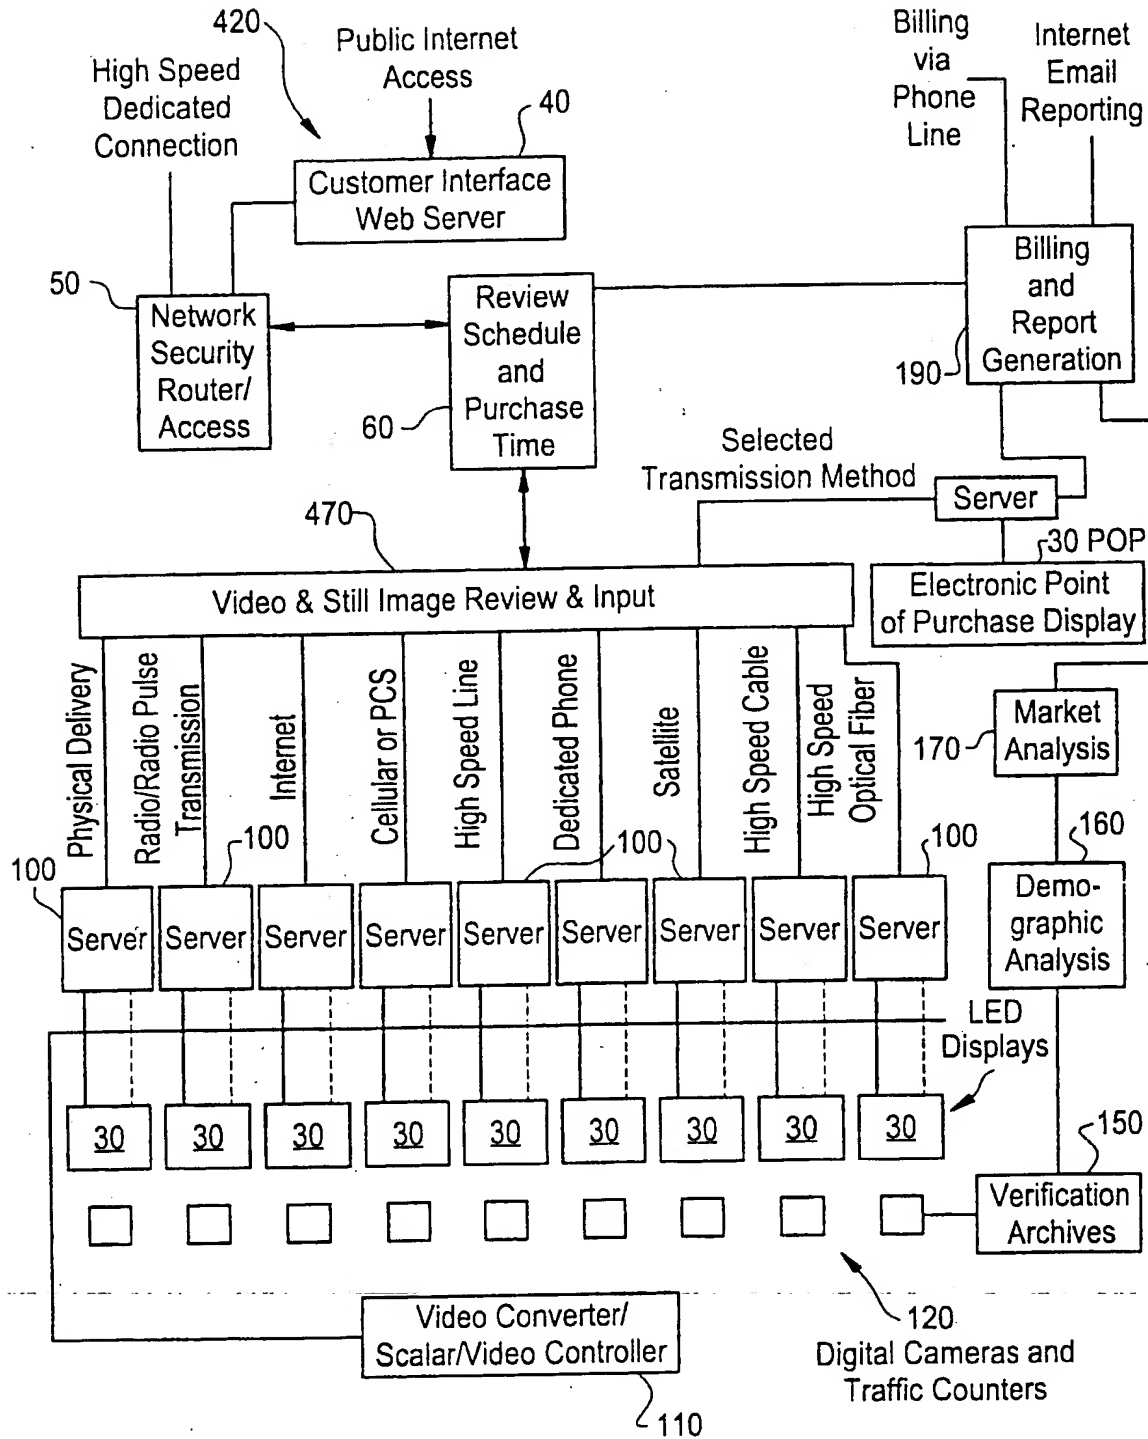 420
Public Internet
Access
High Speed
Dedicated
Connection
40
Customer Interface
Web Server
Billing
via
Phone
Line
Internet
Email
Reporting
50
Network
Security
Router/
Access
Review
Schedule
and
Purchase
Time
60
Billing
and
Report
Generation
190
Selected
Transmission Method
Server
470
Video & Still Image Review & Input
30 POP
Electronic Point
of Purchase Display
Physical Delivery
Radio/Radio Pulse
Transmission
Internet
Cellular or PCS
High Speed Line
Dedicated Phone
Satellite
High Speed Cable
High Speed
Optical Fiber
Market
Analysis
170
160
Demo-
graphic
Analysis
100
100
100
100
Server
Server
Server
Server
Server
Server
Server
Server
Server
LED
Displays
30
30
30
30
30
30
30
30
30
150
Verification
Archives
Video Converter/
Scalar/Video Controller
110
120
Digital Cameras and
Traffic Counters